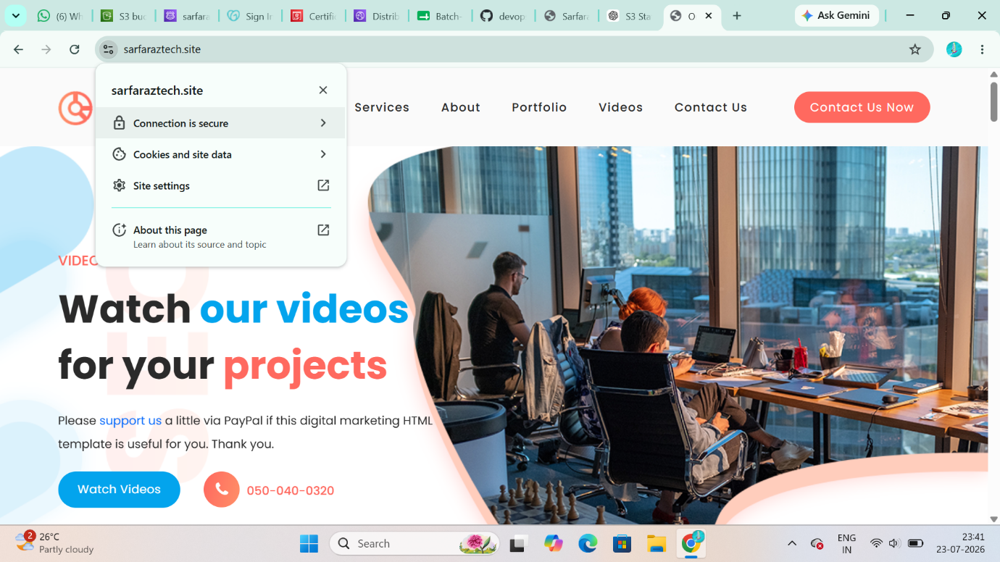 (6) Wh
S3 buc
sarfara
Sign In
Certific
Distrib
Batch-
devop
Sarfara
S3 Sta
O
Ask Gemini
sarfaraztech.site
sarfaraztech.site
Connection is secure
Cookies and site data
Site settings
About this page
Learn about its source and topic
Services
About
Portfolio
Videos
Contact Us
Contact Us Now
VIDEO
Watch our videos
for your projects
Please support us a little via PayPal if this digital marketing HTML
template is useful for you. Thank you.
Watch Videos
050-040-0320
2
26°C
Partly cloudy
Search
ENG
IN
23:41
23-07-2026